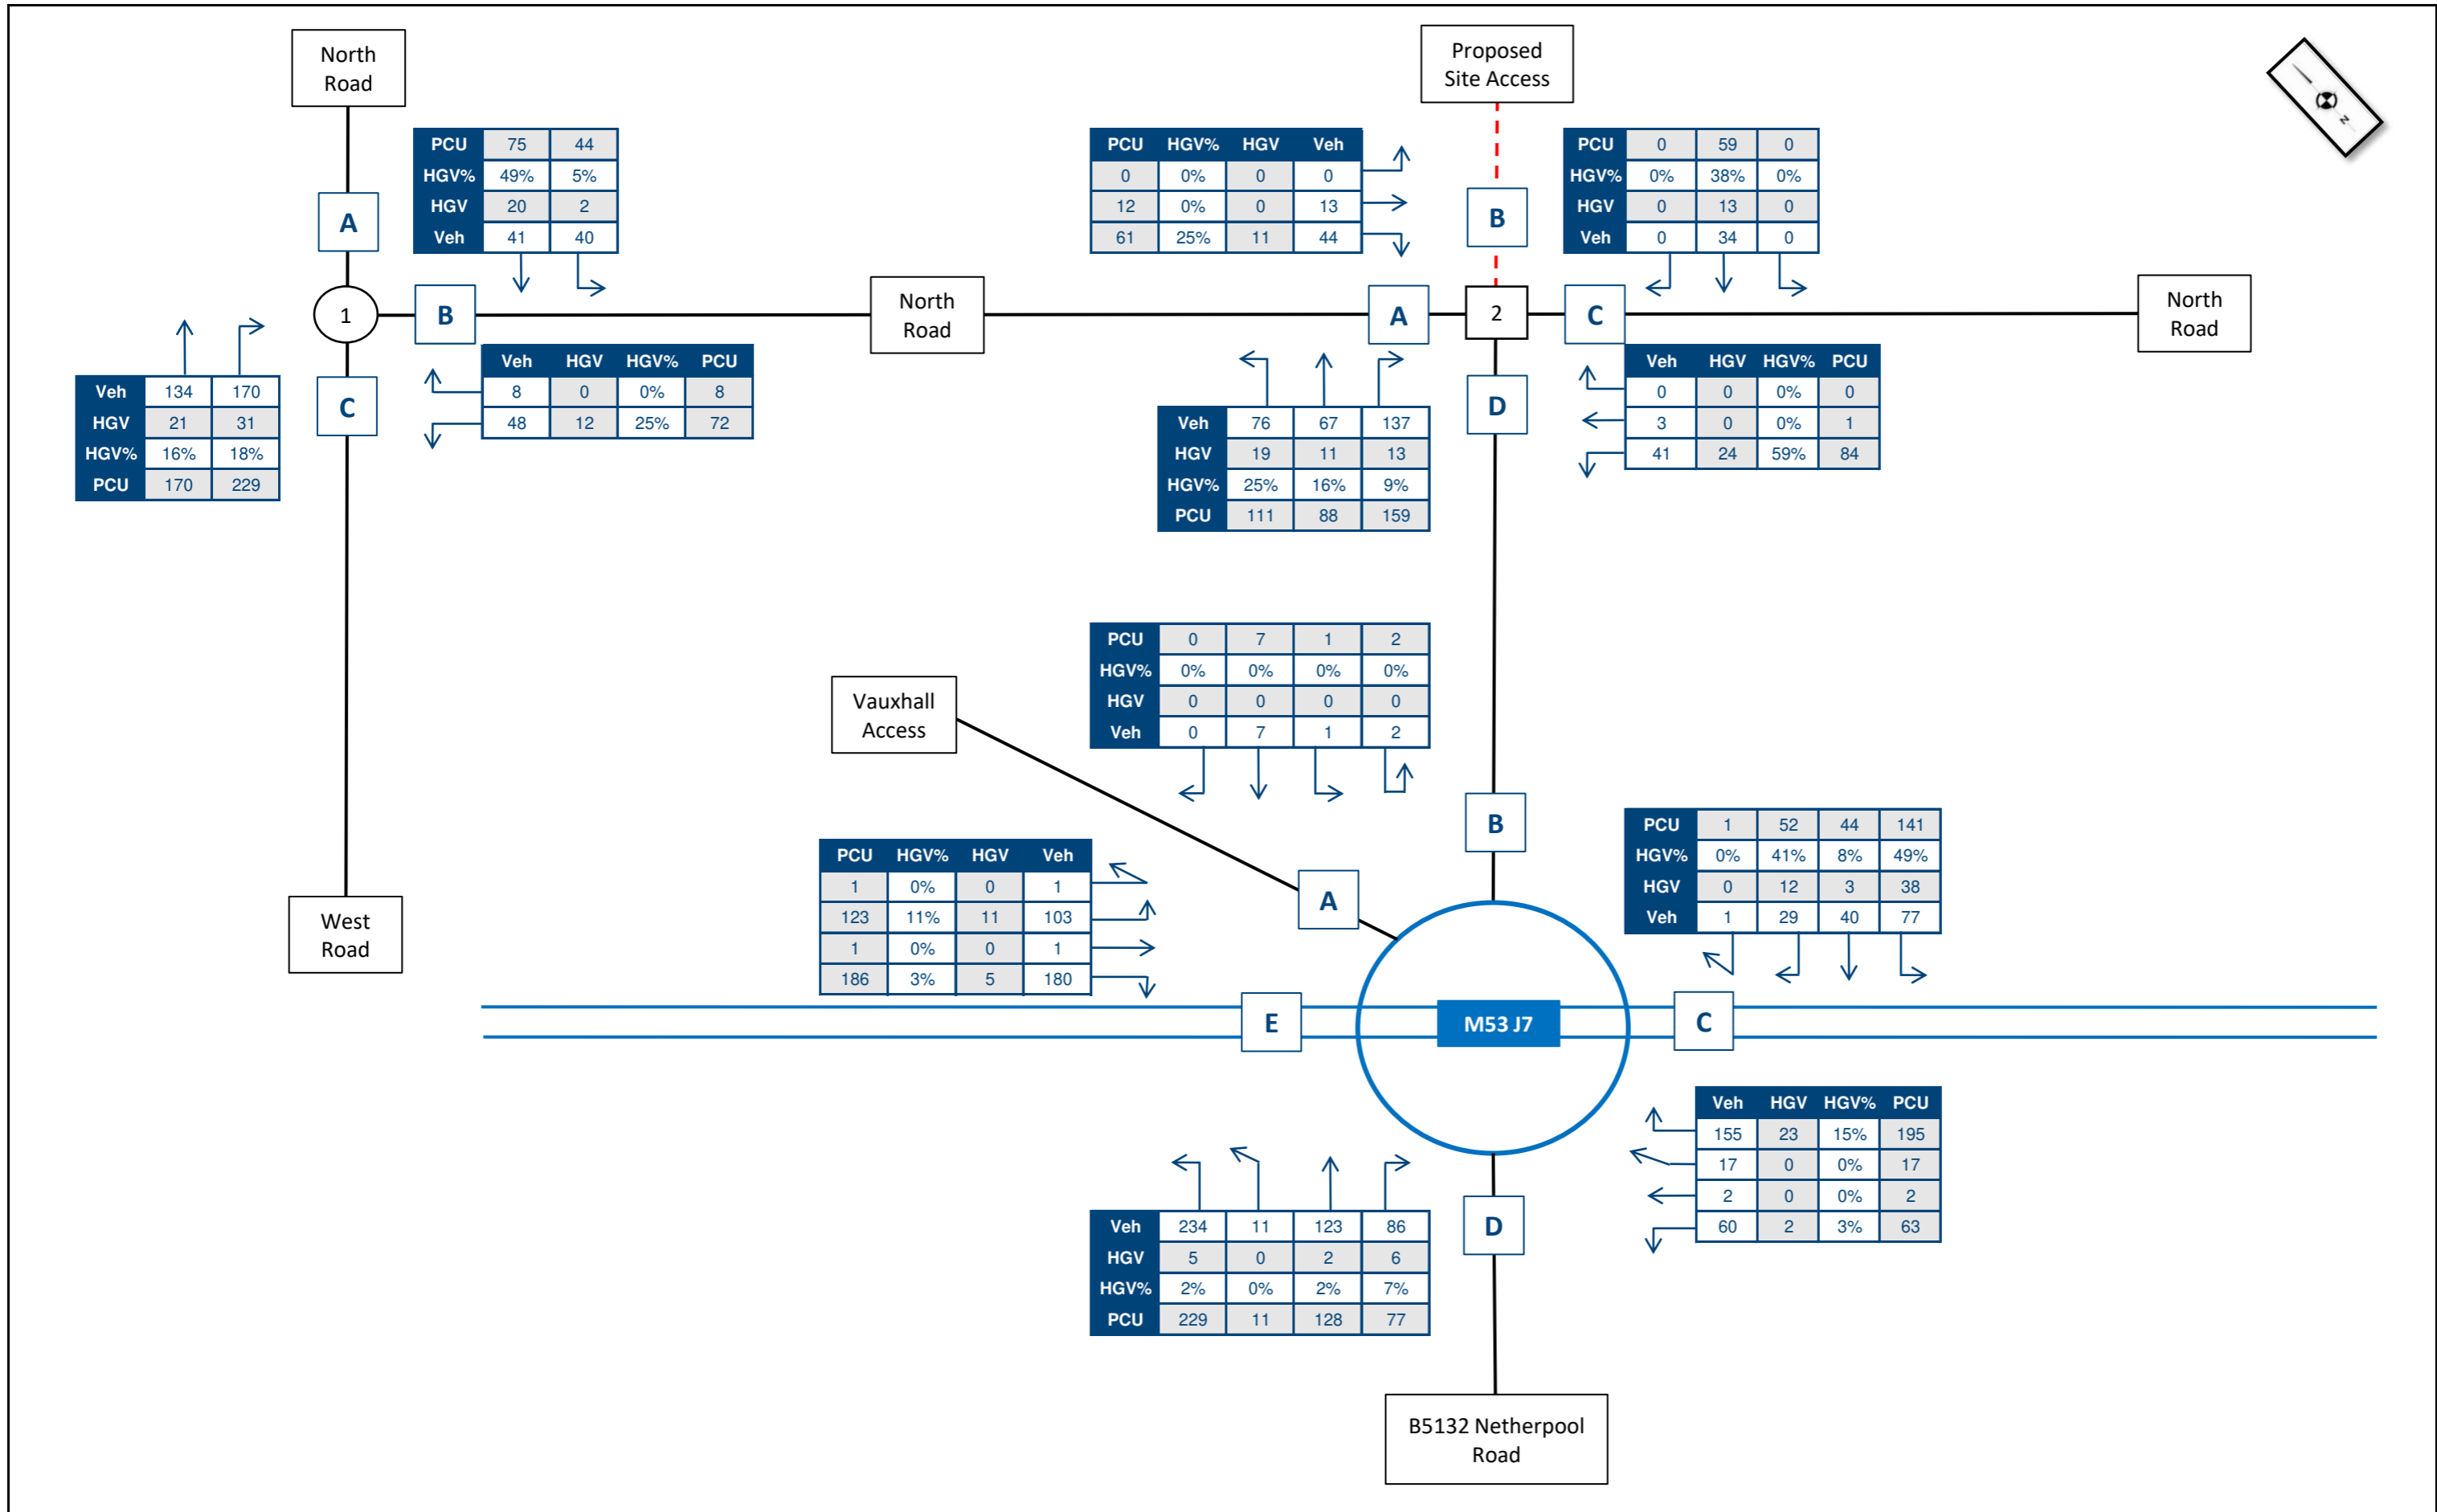 North
Road
Proposed
Site Access
N
PCU 75 44
HGV% 49% 5%
HGV 20 2
Veh 41 40
PCU HGV% HGV Veh
0 0% 0 0
12 0% 0 13
61 25% 11 44
PCU 0 59 0
HGV% 0% 38% 0%
HGV 0 13 0
Veh 0 34 0
A
B
1
B
North
Road
A
2
C
North
Road
Veh 134 170
HGV 21 31
HGV% 16% 18%
PCU 170 229
C
Veh HGV HGV% PCU
8 0 0% 8
48 12 25% 72
Veh 76 67 137
HGV 19 11 13
HGV% 25% 16% 9%
PCU 111 88 159
D
Veh HGV HGV% PCU
0 0 0% 0
3 0 0% 1
41 24 59% 84
PCU 0 7 1 2
HGV% 0% 0% 0% 0%
HGV 0 0 0 0
Veh 0 7 1 2
Vauxhall
Access
B
PCU HGV% HGV Veh
1 0% 0 1
123 11% 11 103
1 0% 0 1
186 3% 5 180
A
PCU 1 52 44 141
HGV% 0% 41% 8% 49%
HGV 0 12 3 38
Veh 1 29 40 77
West
Road
E
M53 J7
C
Veh HGV HGV% PCU
155 23 15% 195
17 0 0% 17
2 0 0% 2
60 2 3% 63
Veh 234 11 123 86
HGV 5 0 2 6
HGV% 2% 0% 2% 7%
PCU 229 11 128 77
D
B5132 Netherpool
Road